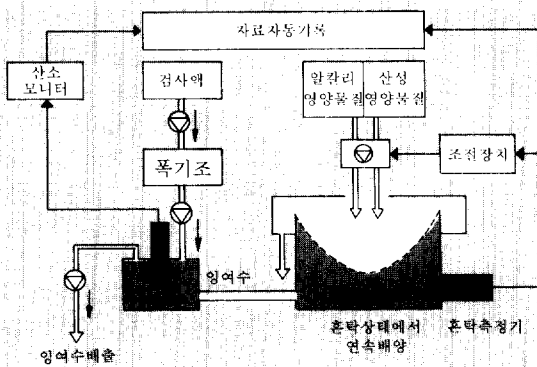 자료자동기록
산소
모니터
검사액
알칼리
영양물질
산성
영양물질
폭기조
조절장치
잉여수
혼탁상태에서
연속배양
혼탁측정기
잉여수배출